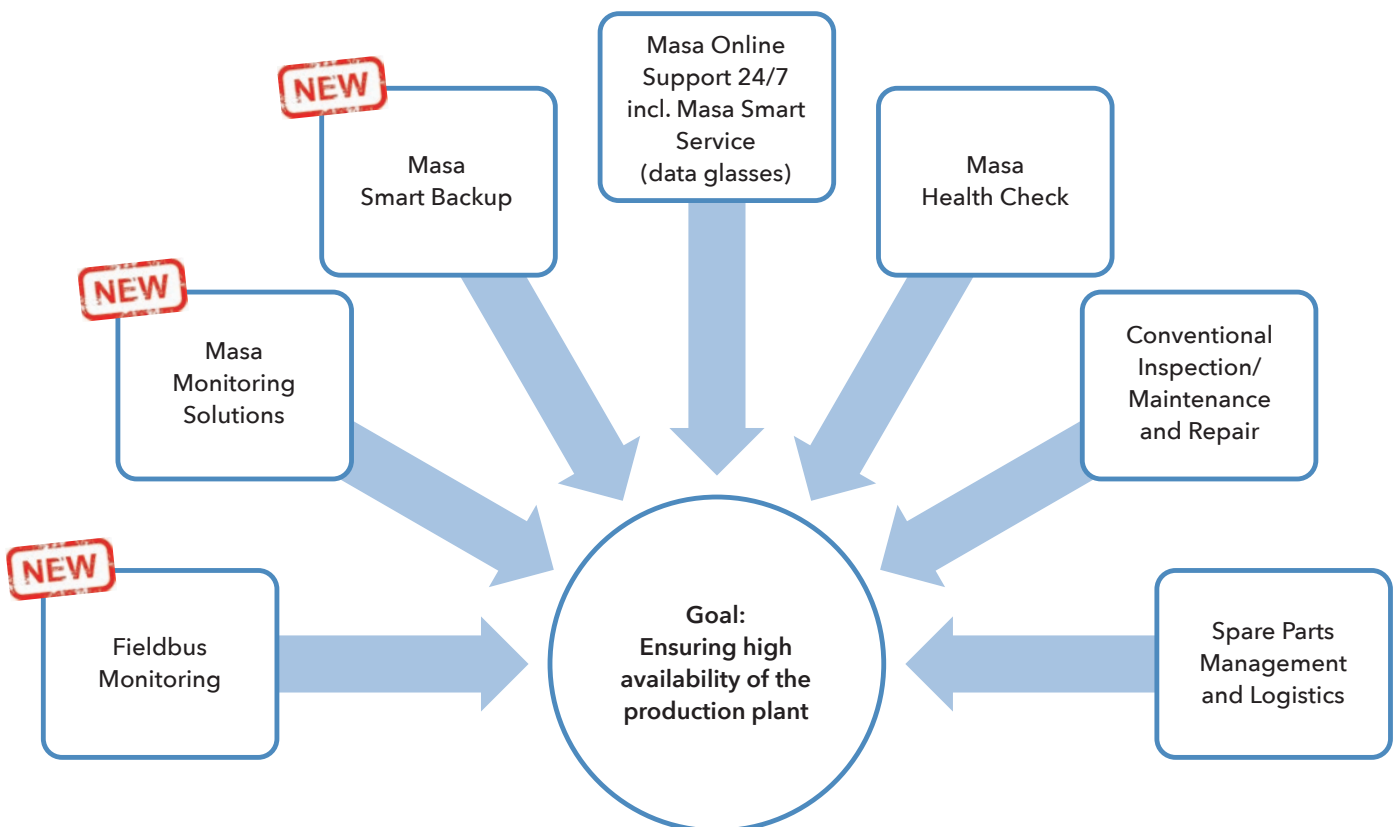 NEW
Fieldbus
Monitoring
NEW
Masa
Monitoring
Solutions
NEW
Masa
Smart Backup
Masa Online
Support 24/7
incl. Masa Smart
Service
(data glasses)
Masa
Health Check
Conventional
Inspection/
Maintenance
and Repair
Spare Parts
Management
and Logistics
Goal:
Ensuring high
availability of the
production plant